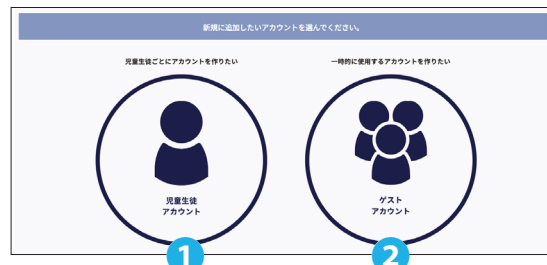 新規に追加したいアカウントを選んでください。
児童生徒ごとにアカウントを作りたい
一時的に使用するアカウントを作りたい
児童生徒
アカウント
ゲスト
アカウント
1
2